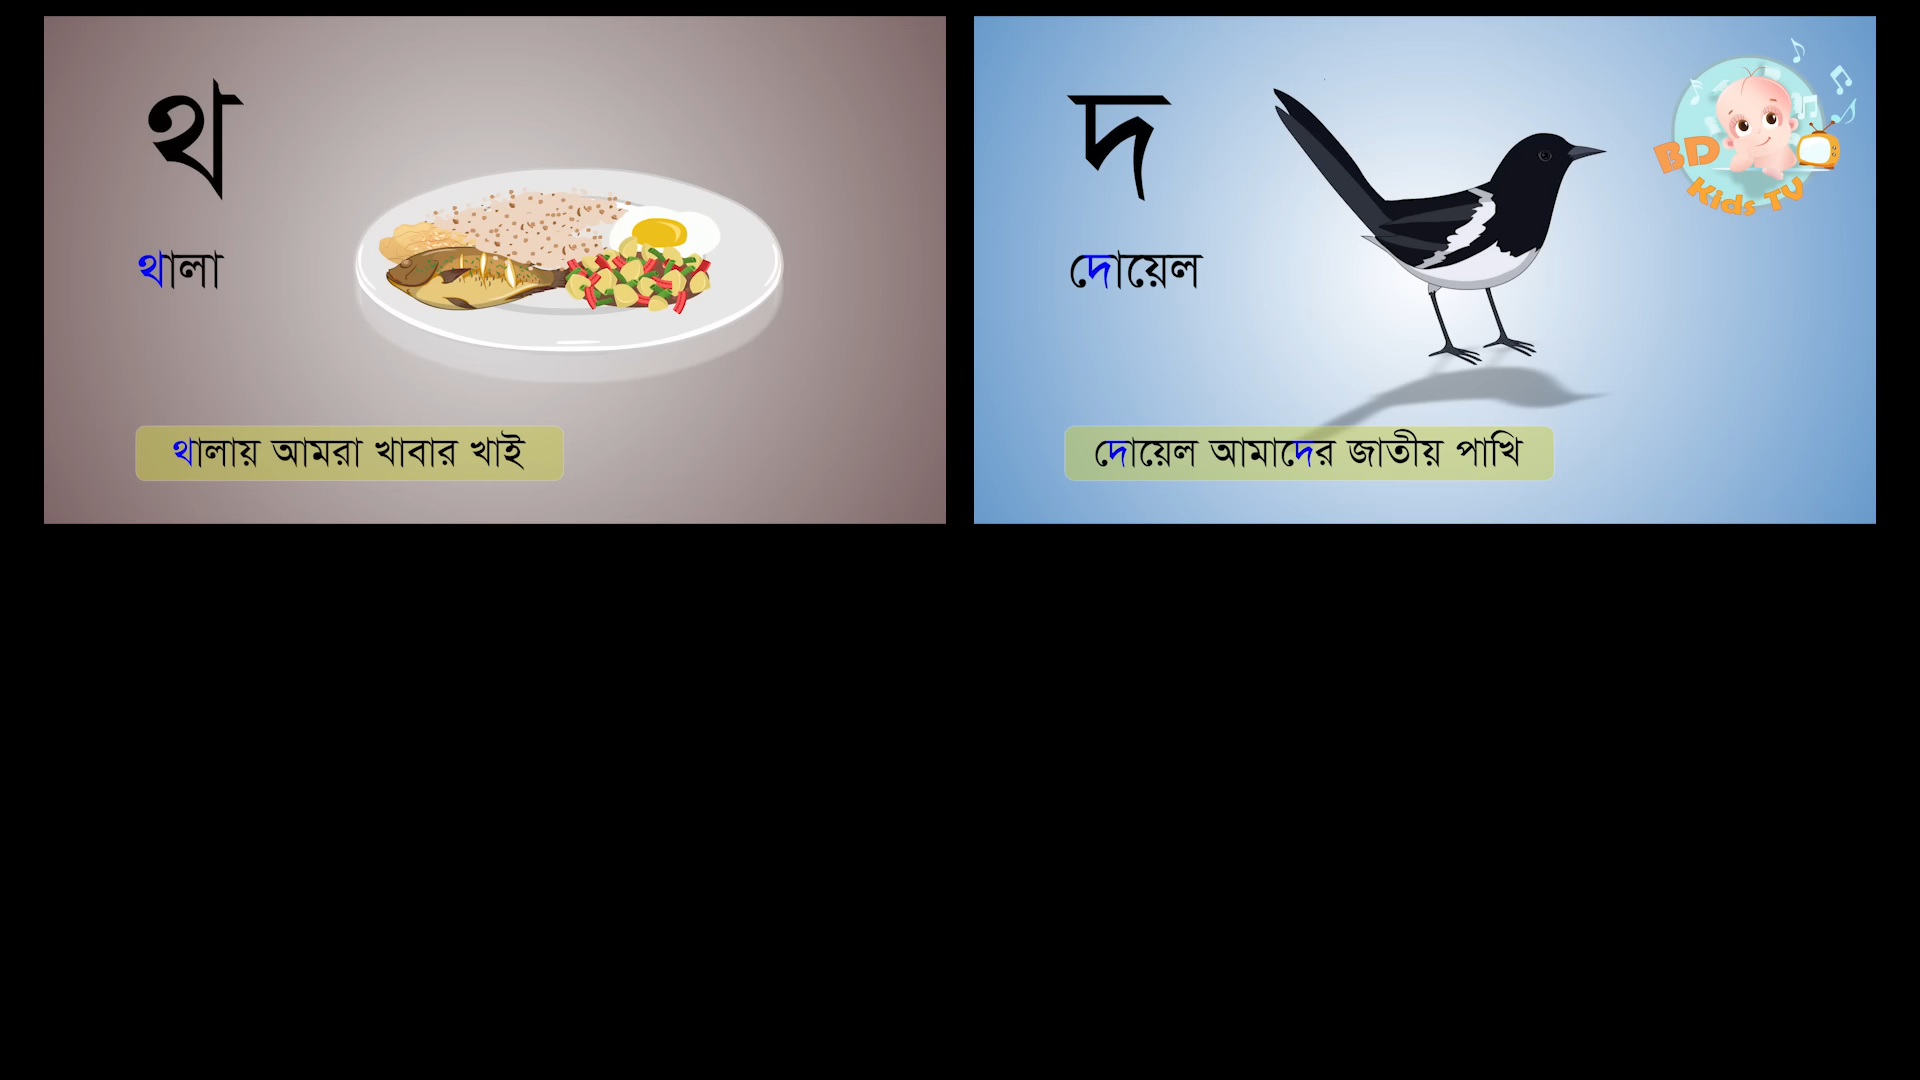 থ
থালা
থালায় আমরা খাবার খাই
দ
দোয়েল
দোয়েল আমাদের জাতীয় পাখি
BD
Kids TV